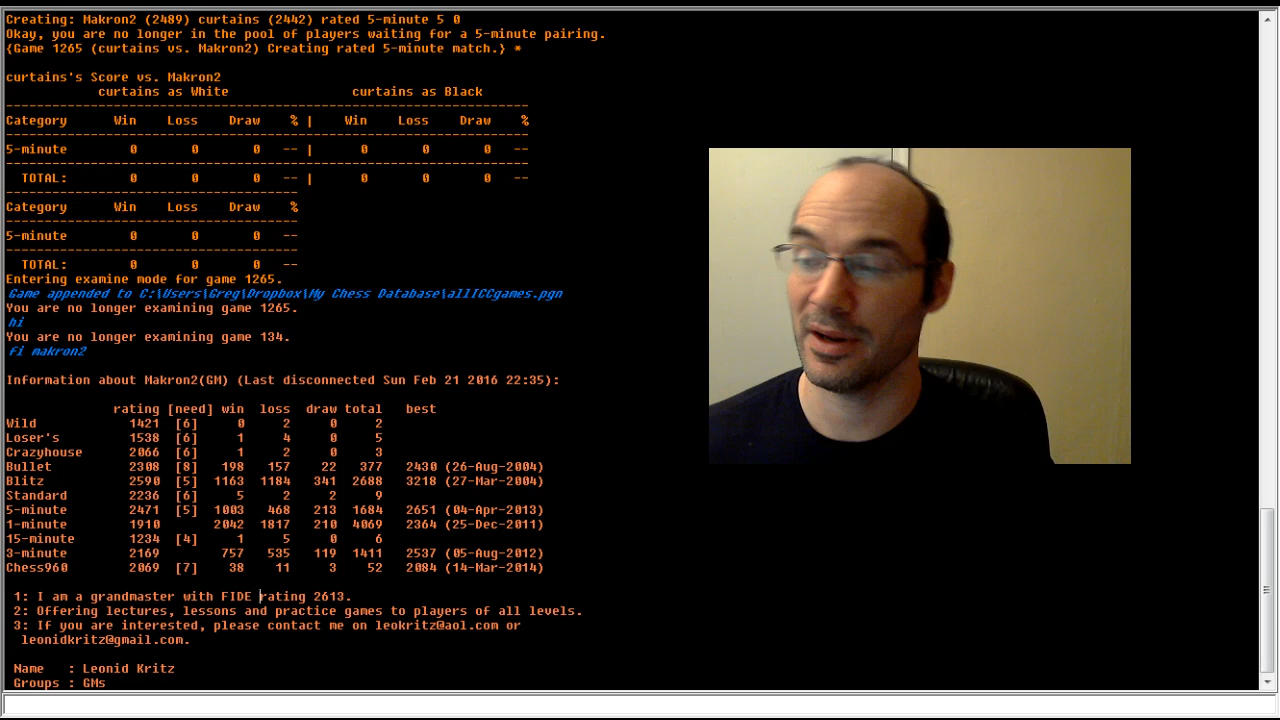 Creating: Makron2 (2489) curtains (2442) rated 5-minute 5 0
Okay, you are no longer in the pool of players waiting for a 5-minute pairing.
{Game 1265 (curtains vs. Makron2) Creating rated 5-minute match.} *
curtains's Score vs. Makron2
curtains as White curtains as Black
Category Win Loss Draw % | Win Loss Draw %
5-minute 0 0 0 -- | 0 0 0 --
TOTAL: 0 0 0 -- | 0 0 0 --
Category Win Loss Draw %
5-minute 0 0 0 --
TOTAL: 0 0 0 --
Entering examine mode for game 1265.
Game appended to C:\Users\Greg\Dropbox\My Chess Database\allICCgames.pgn
You are no longer examining game 1265.
hi
You are no longer examining game 134.
fi makron2
Information about Makron2(GM) (Last disconnected Sun Feb 21 2016 22:35):
rating [need] win loss draw total best
Wild 1421 [6] 0 2 0 2
Loser's 1538 [6] 1 4 0 5
Crazyhouse 2066 [6] 1 2 0 3
Bullet 2308 [8] 198 157 22 377 2430 (26-Aug-2004)
Blitz 2590 [5] 1163 1184 341 2688 3218 (27-Mar-2004)
Standard 2236 [6] 5 2 2 9
5-minute 2471 [5] 1003 468 213 1684 2651 (04-Apr-2013)
1-minute 1910 2042 1817 210 4069 2364 (25-Dec-2011)
15-minute 1234 [4] 1 5 0 6
3-minute 2169 757 535 119 1411 2537 (05-Aug-2012)
Chess960 2069 [7] 38 11 3 52 2084 (14-Mar-2014)
1: I am a grandmaster with FIDE rating 2613.
2: Offering lectures, lessons and practice games to players of all levels.
3: If you are interested, please contact me on leokritz@aol.com or
leonidkritz@gmail.com.
Name : Leonid Kritz
Groups : GMs